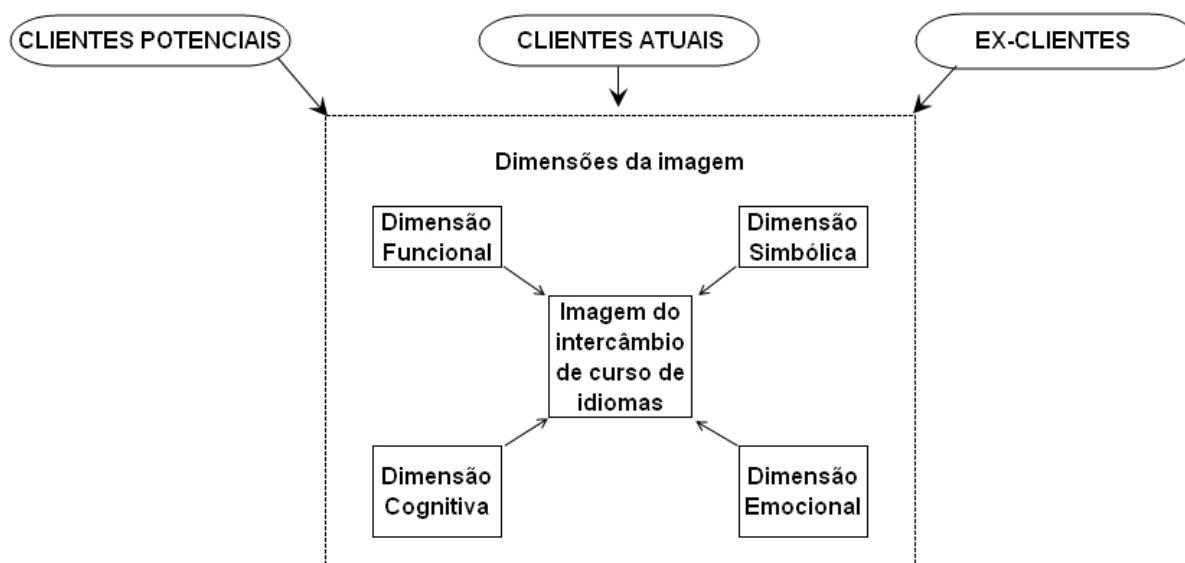 CLIENTES POTENCIAIS
CLIENTES ATUAIS
EX-CLIENTES
Dimensões da imagem
Dimensão
Funcional
Dimensão
Simbólica
Imagem do
intercâmbio
de curso de
idiomas
Dimensão
Cognitiva
Dimensão
Emocional